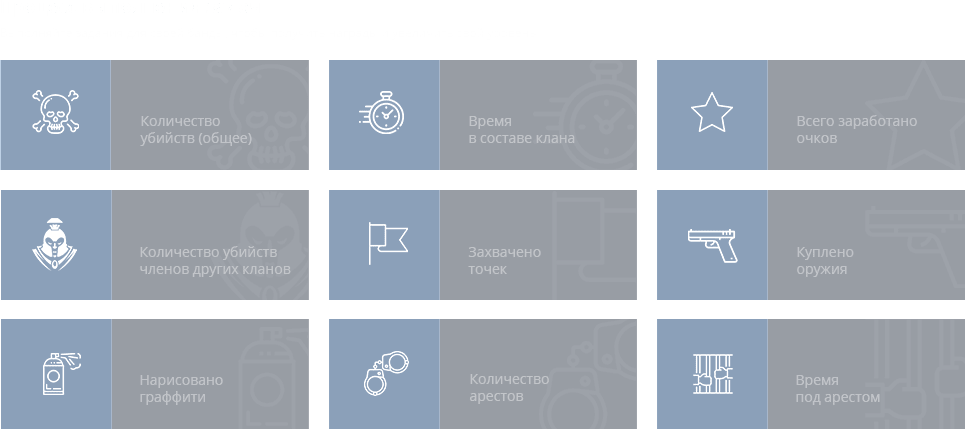 Количество
убийств (общее)
Время
в составе клана
Всего заработано
очков
Количество убийств
членов других кланов
Захвачено
точек
Куплено
оружия
Нарисовано
граффити
Количество
арестов
Время
под арестом